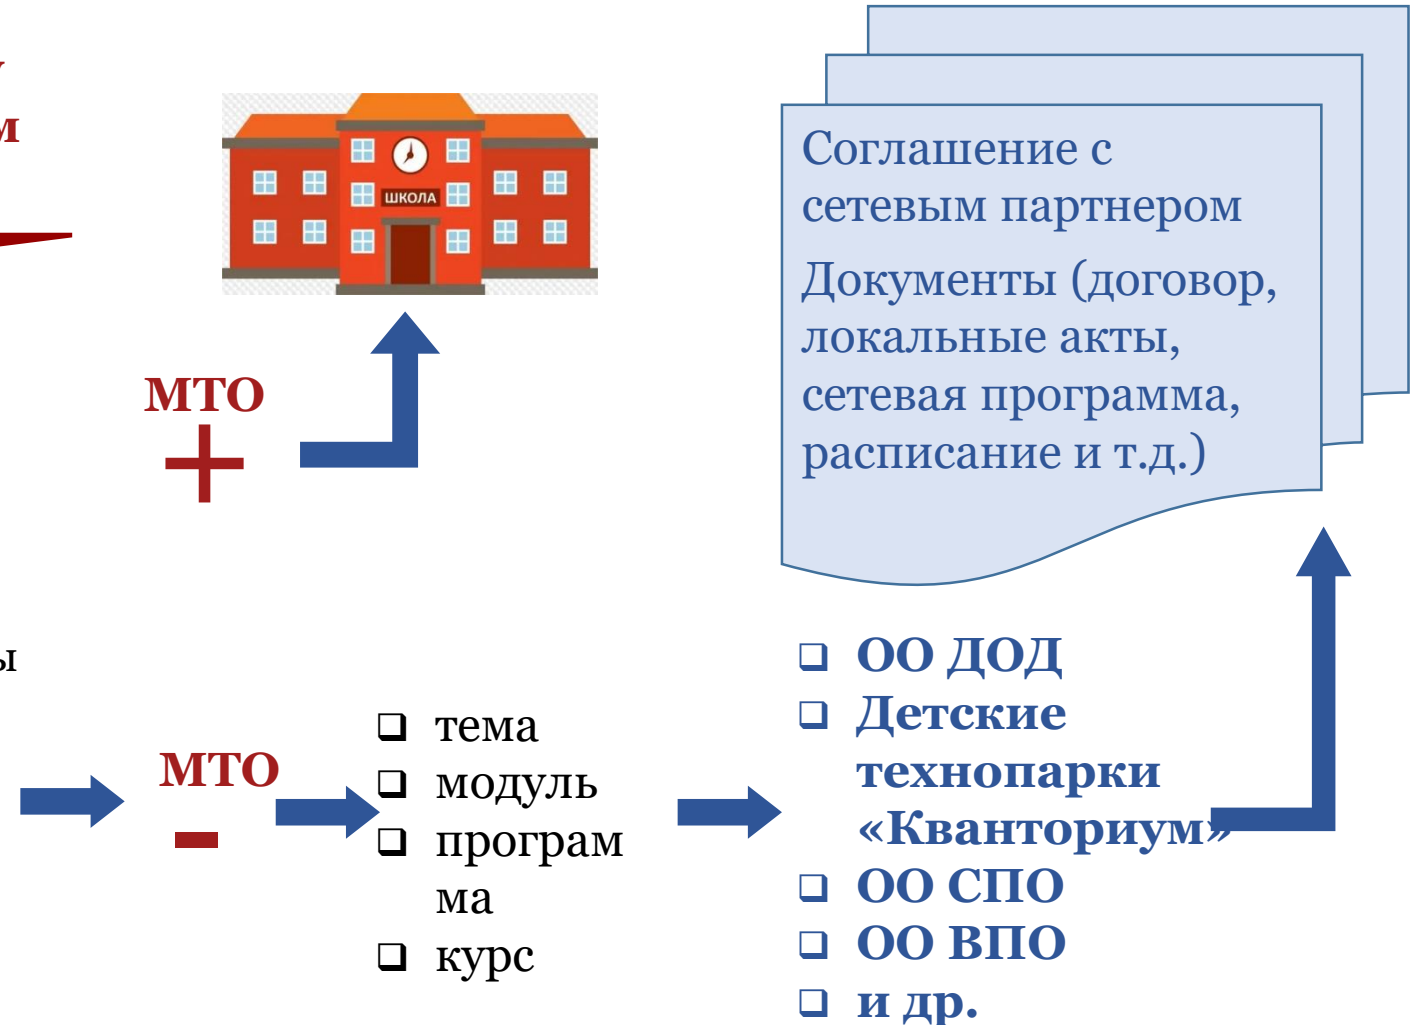 ШКОЛА
МТО
+
Соглашение с
сетевым партнером
Документы (договор,
локальные акты,
сетевая программа,
расписание и т.д.)
МТО
-
тема
модуль
програм
ма
курс
ОО ДОД
Детские
технопарки
«Кванториум»
ОО СПО
ОО ВПО
и др.